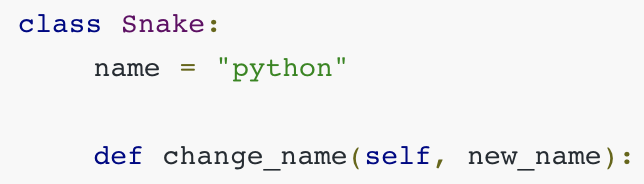 class Snake:
    name = "python"

    def change_name(self, new_name):